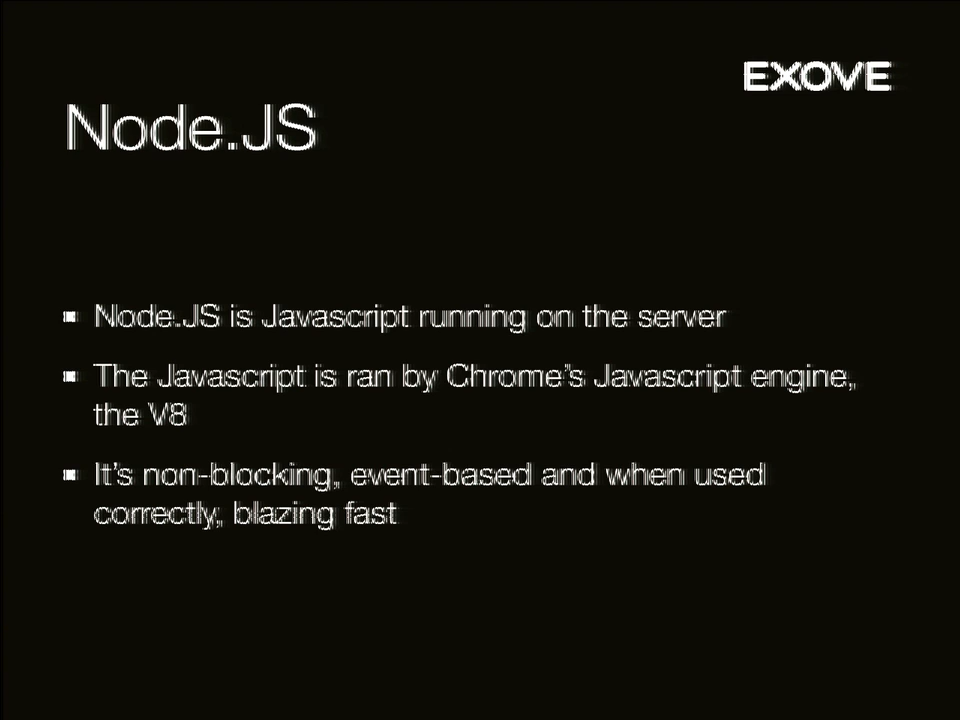 EXOVE
Node.JS
Node.JS is Javascript running on the server
The Javascript is ran by Chrome's Javascript engine,
the V8
It's non-blocking, event-based and when used
correctly, blazing fast